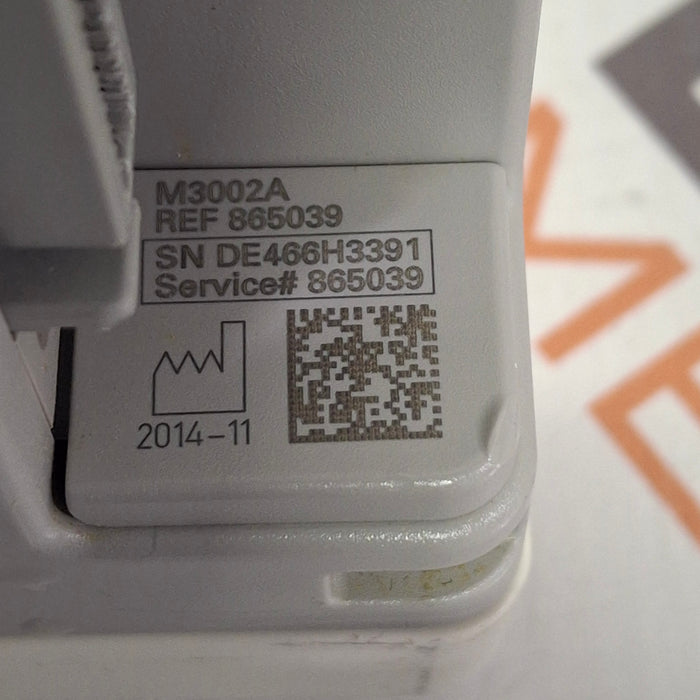 M3002A
REF 865039
SN DE466H3391
Service# 865039
2014-11